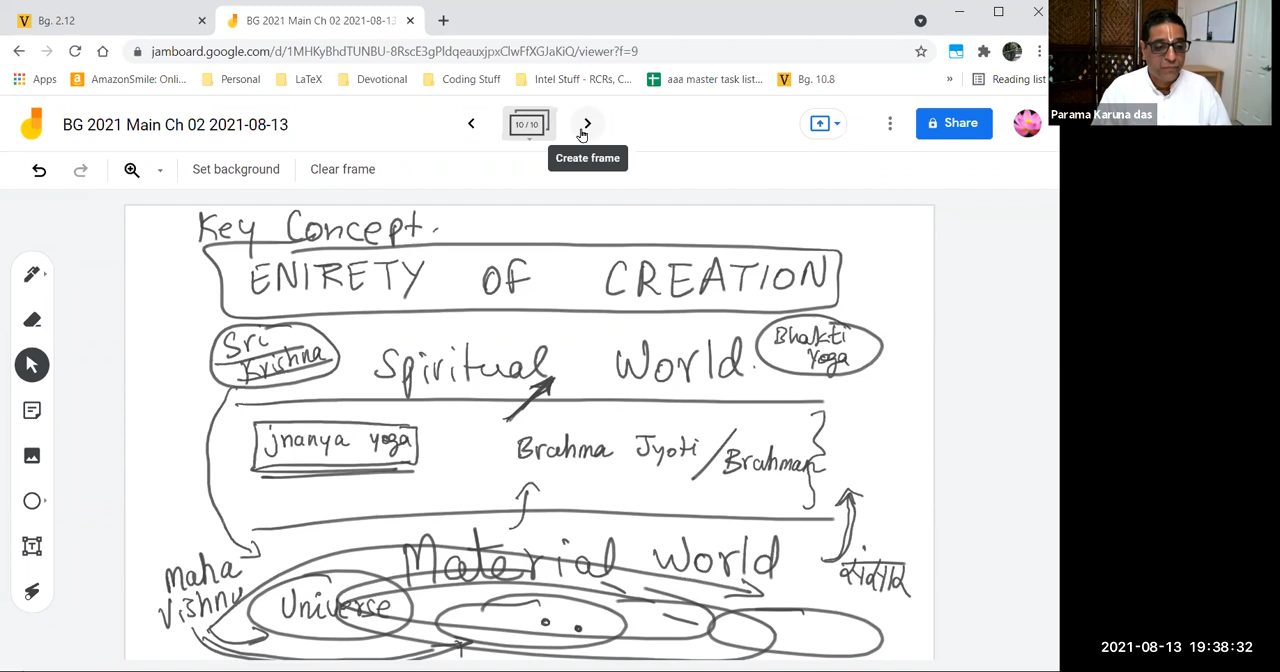 Bg. 2.12
BG 2021 Main Ch 02 2021-08-13
jamboard.google.com/d/1MHKyBhdTUNBU-8RscE3gPldqeauxjpxClwFfXGJaKiQ/viewer?f=9
Apps
AmazonSmile: Onli...
Personal
LaTeX
Devotional
Coding Stuff
Intel Stuff - RCRs, C...
aaa master task list...
Bg. 10.8
»
Reading list
Parama Karuna das
BG 2021 Main Ch 02 2021-08-13
10 / 10
Share
Create frame
Set background
Clear frame
Key Concept.
ENIRETY OF CREATION
Sri Krishna
Spiritual World.
Bhakti Yoga
jnanya yoga
Brahma Jyoti / Brahman
Material World
Maha Vishnu
Universe
2021-08-13 19:38:32